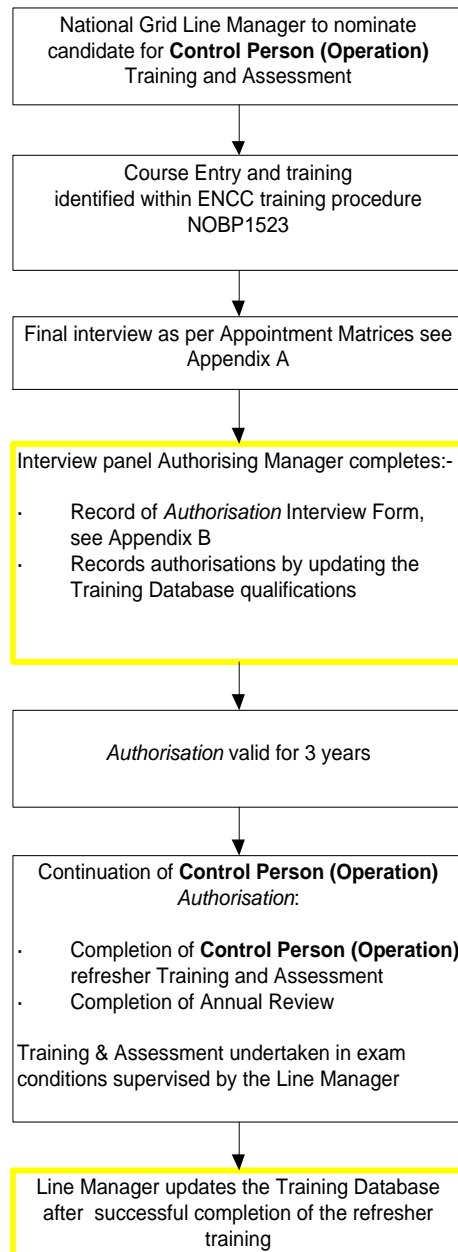 National Grid Line Manager to nominate
candidate for Control Person (Operation)
Training and Assessment
Course Entry and training
identified within ENCC training procedure
NOBP1523
Final interview as per Appointment Matrices see
Appendix A
Interview panel Authorising Manager completes:-
· Record of Authorisation Interview Form,
see Appendix B
· Records authorisations by updating the
Training Database qualifications
Authorisation valid for 3 years
Continuation of Control Person (Operation)
Authorisation:
· Completion of Control Person (Operation)
refresher Training and Assessment
· Completion of Annual Review
Training & Assessment undertaken in exam
conditions supervised by the Line Manager
Line Manager updates the Training Database
after successful completion of the refresher
training